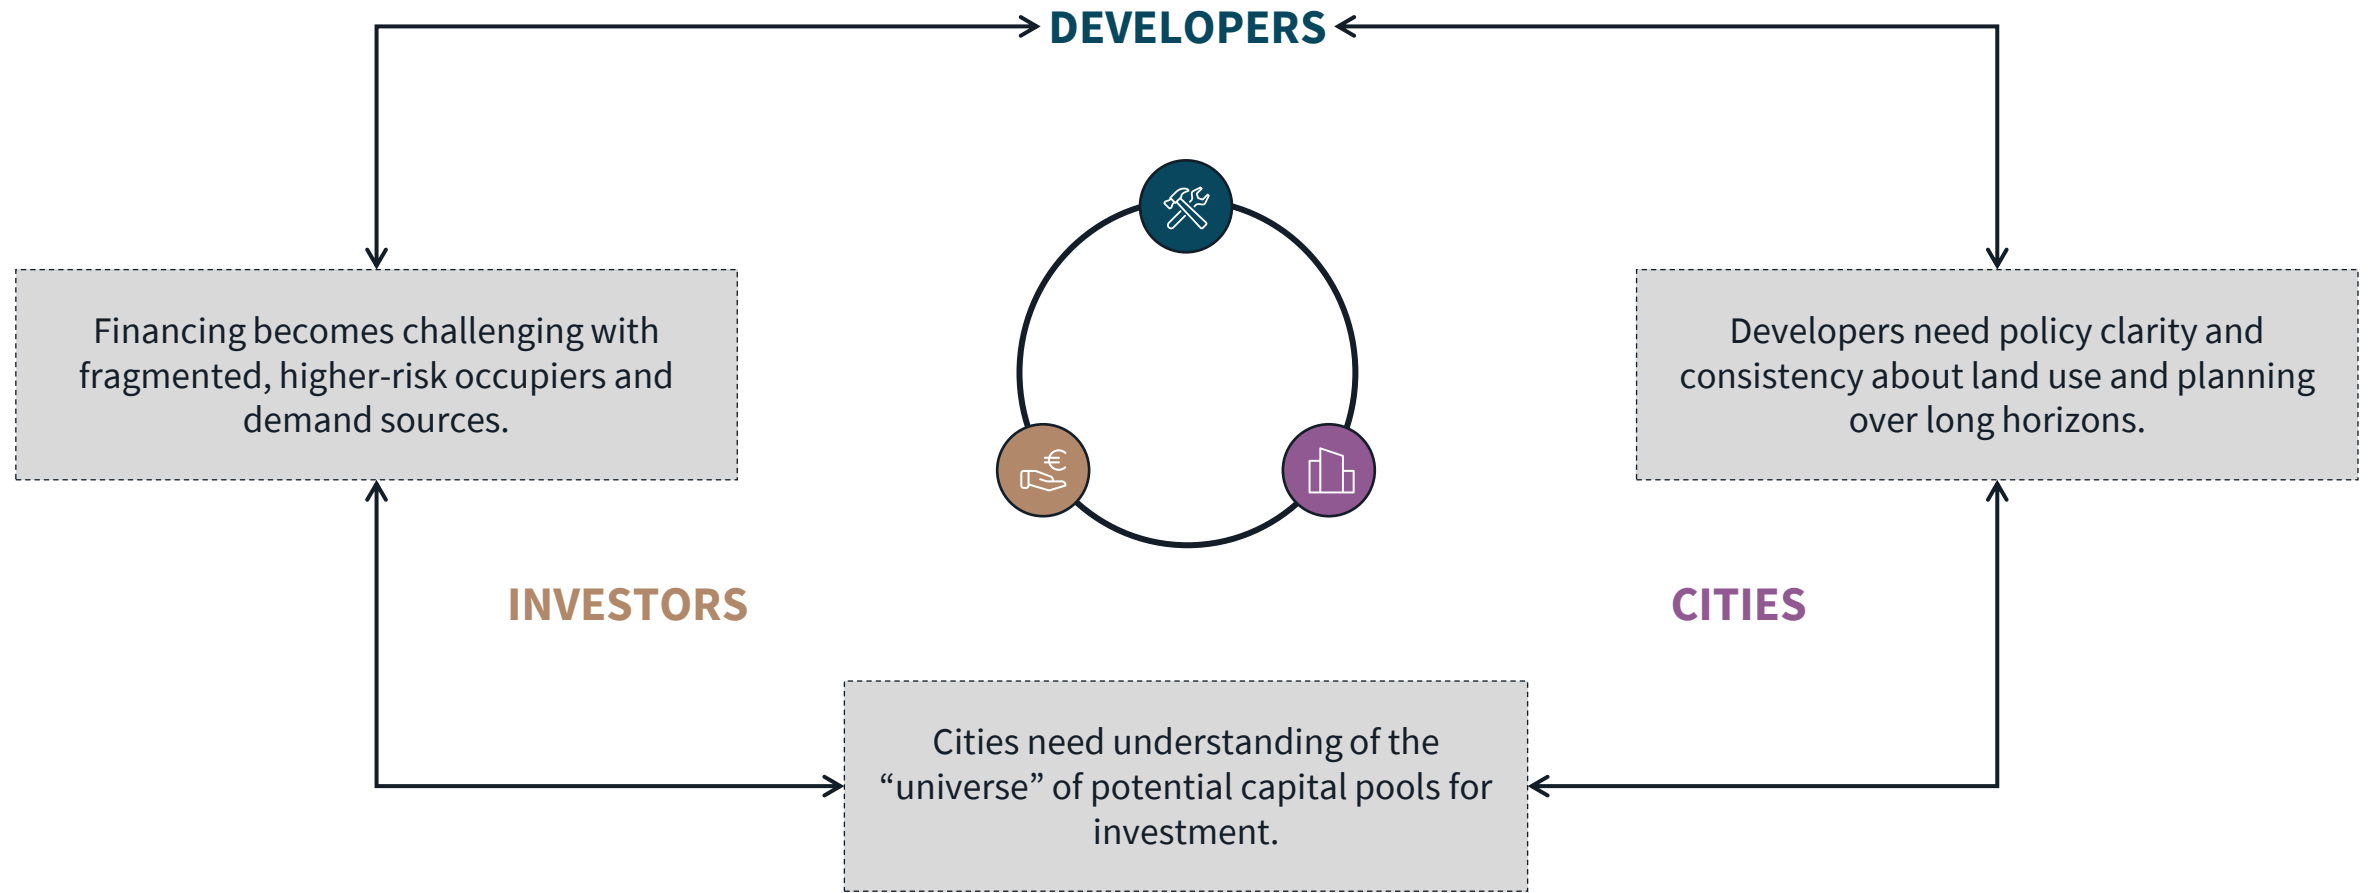 DEVELOPERS
Financing becomes challenging with
fragmented, higher-risk occupiers and
demand sources.
Developers need policy clarity and
consistency about land use and planning
over long horizons.
€
INVESTORS
CITIES
Cities need understanding of the
“universe” of potential capital pools for
investment.